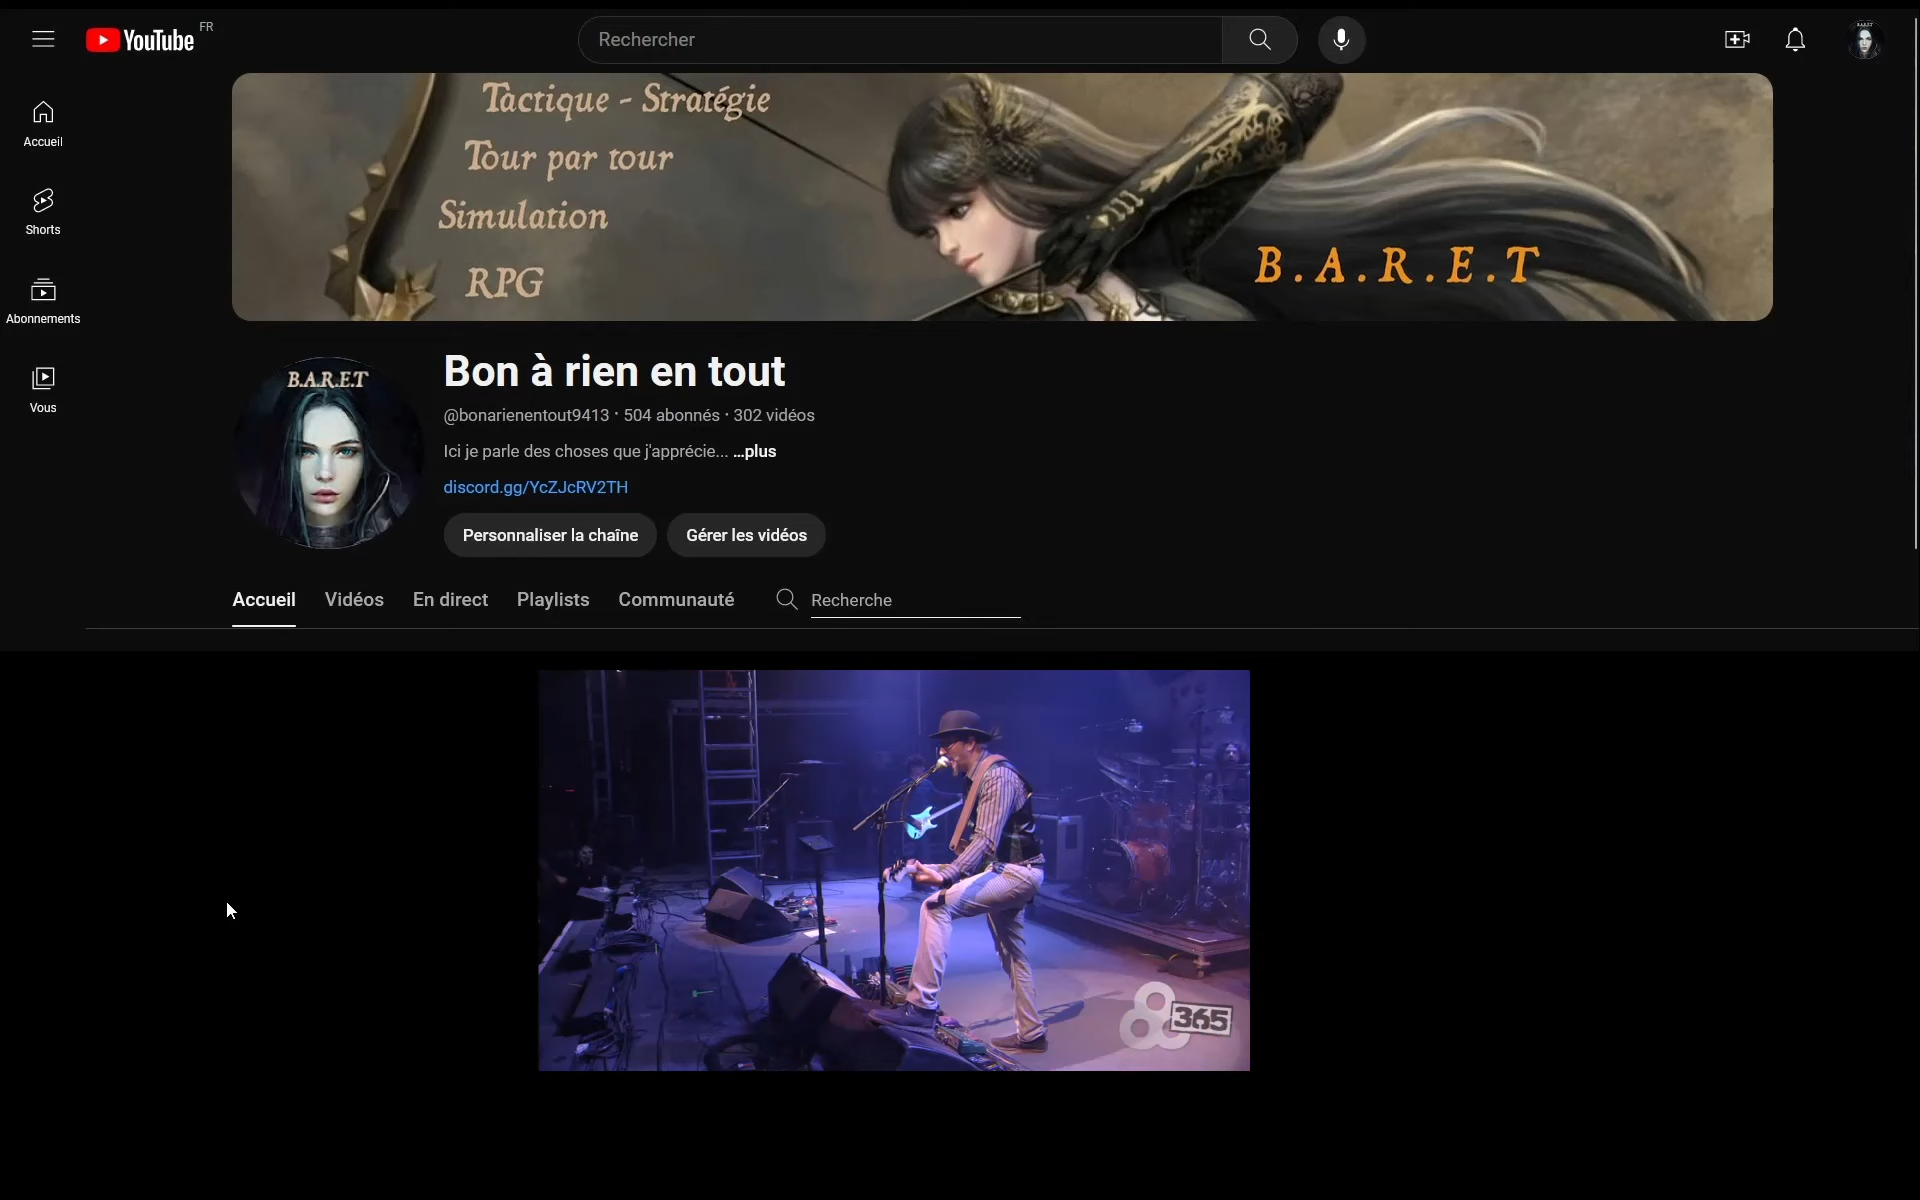 YouTube FR
Rechercher
Accueil
Shorts
Abonnements
Vous
Tactique - Stratégie
Tour par tour
Simulation
RPG
B.A.R.E.T
B.A.R.E.T
Bon à rien en tout
@bonarienentout9413 · 504 abonnés · 302 vidéos
Ici je parle des choses que j'apprécie... ...plus
discord.gg/YcZJcRV2TH
Personnaliser la chaîne Gérer les vidéos
Accueil Vidéos En direct Playlists Communauté Recherche
365